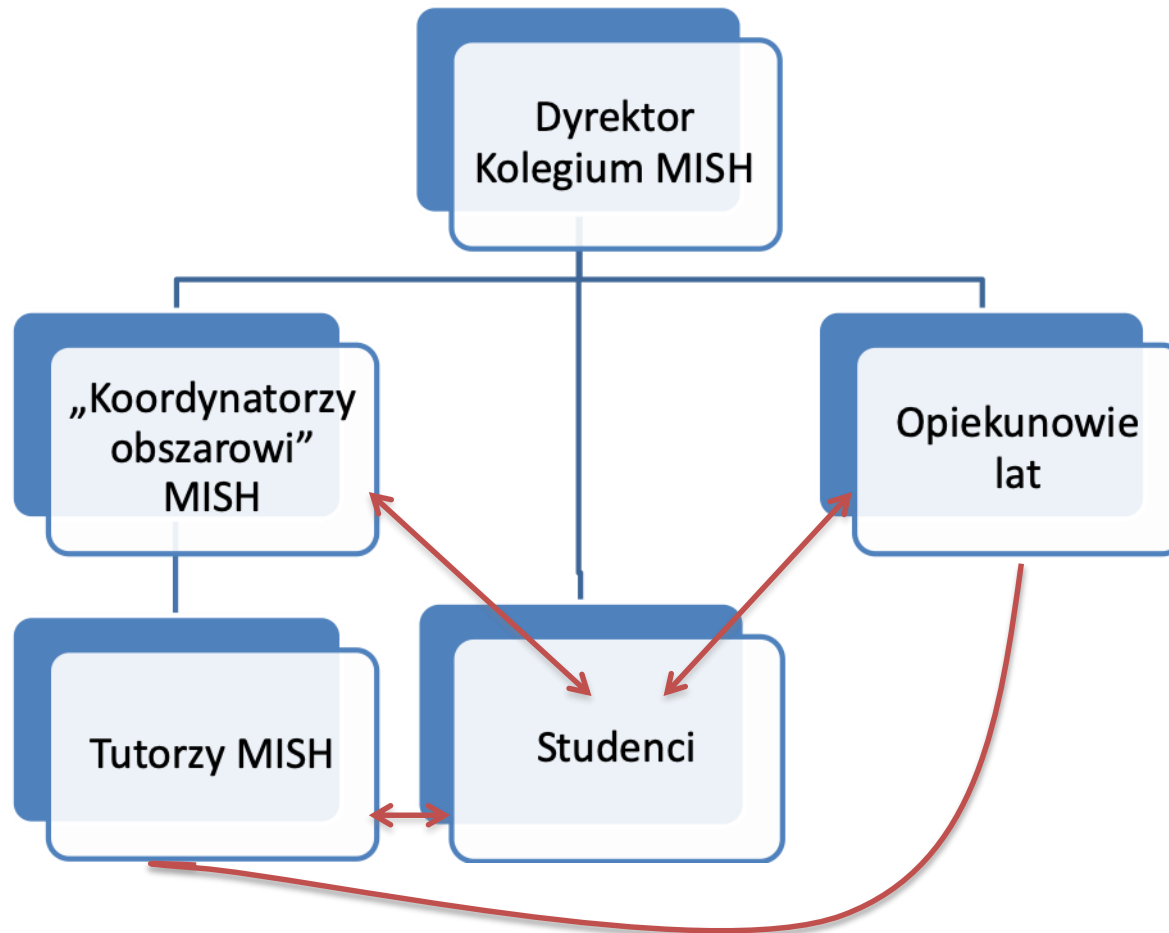 Dyrektor
Kolegium MISH
„Koordynatorzy
obszarowi”
MISH
Opiekunowie
lat
Tutorzy MISH
Studenci